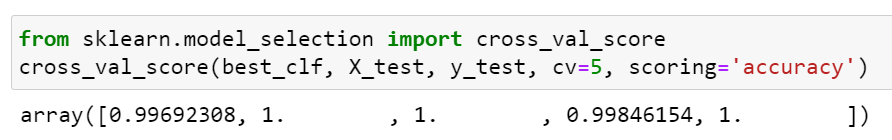 from sklearn.model_selection import cross_val_score
cross_val_score(best_clf, X_test, y_test, cv=5, scoring='accuracy')
array([0.99692308, 1.        , 1.        , 0.99846154, 1.        ])